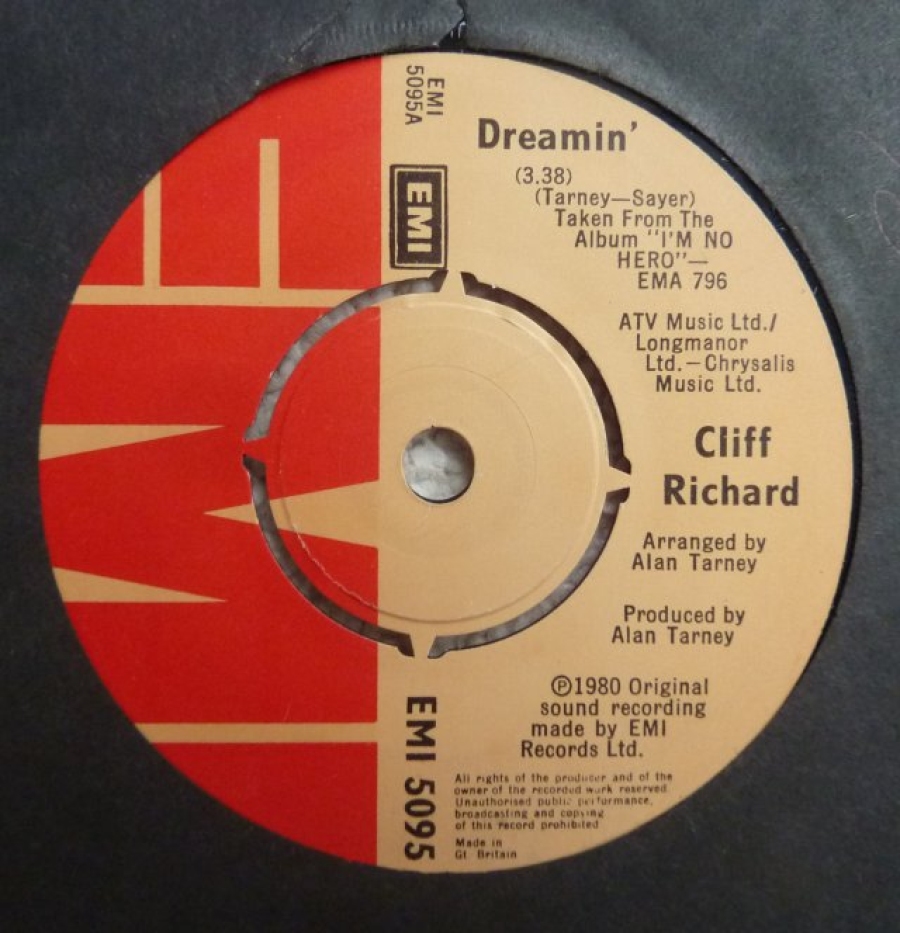 EMI
5095A
EMI
Dreamin'
(3.38)
(Tarney—Sayer)
Taken From The
Album "I'M NO
HERO"—
EMA 796
ATV Music Ltd./
Longmanor
Ltd.—Chrysalis
Music Ltd.
Cliff
Richard
Arranged by
Alan Tarney
Produced by
Alan Tarney
℗1980 Original
sound recording
made by EMI
Records Ltd.
EMI 5095
All rights of the producer and of the
owner of the recorded work reserved.
Unauthorised public performance,
broadcasting and copying
of this record prohibited
Made in
Gt. Britain